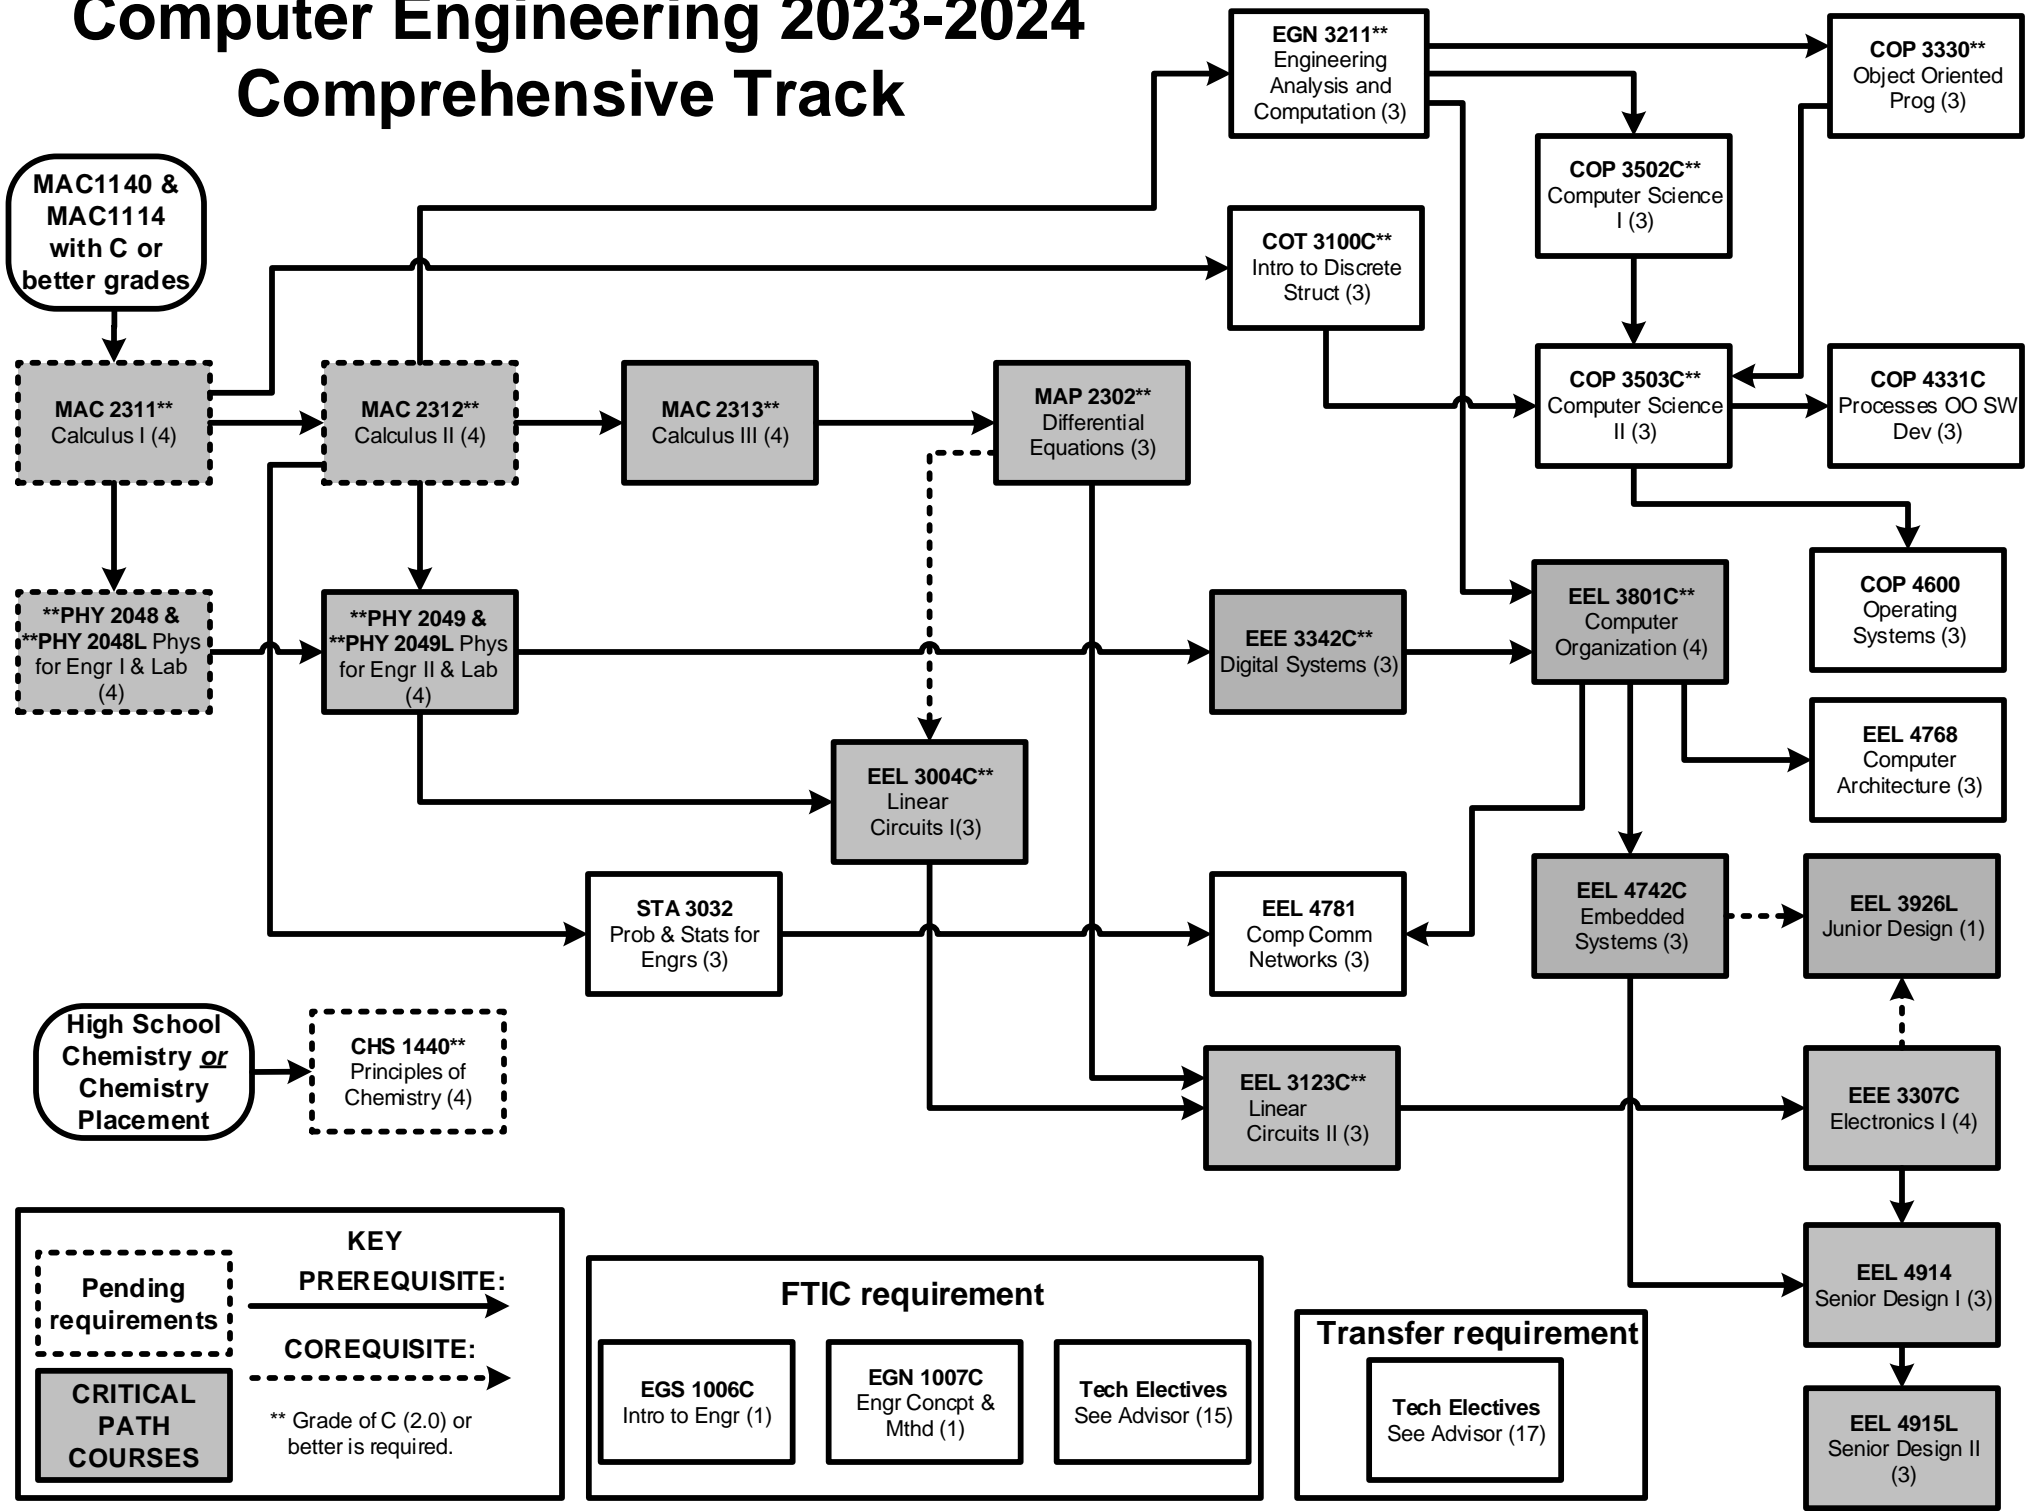 Computer Engineering 2023-2024
Comprehensive Track
EGN 3211**
Engineering
Analysis and
Computation (3)
COP 3330**
Object Oriented
Prog (3)
MAC1140 &
MAC1114
with C or
better grades
COP 3502C**
Computer Science
I (3)
COT 3100C**
Intro to Discrete
Struct (3)
MAC 2311**
Calculus I (4)
MAC 2312**
Calculus II (4)
MAC 2313**
Calculus III (4)
MAP 2302**
Differential
Equations (3)
COP 3503C**
Computer Science
II (3)
COP 4331C
Processes OO SW
Dev (3)
**PHY 2048 &
**PHY 2048L Phys
for Engr I & Lab
(4)
**PHY 2049 &
**PHY 2049L Phys
for Engr II & Lab
(4)
EEE 3342C**
Digital Systems (3)
EEL 3801C**
Computer
Organization (4)
COP 4600
Operating
Systems (3)
EEL 4768
Computer
Architecture (3)
EEL 3004C**
Linear
Circuits I(3)
STA 3032
Prob & Stats for
Engrs (3)
EEL 4781
Comp Comm
Networks (3)
EEL 4742C
Embedded
Systems (3)
EEL 3926L
Junior Design (1)
High School
Chemistry or
Chemistry
Placement
CHS 1440**
Principles of
Chemistry (4)
EEL 3123C**
Linear
Circuits II (3)
EEE 3307C
Electronics I (4)
KEY
Pending
requirements
PREREQUISITE:
COREQUISITE:
CRITICAL
PATH
COURSES
** Grade of C (2.0) or
better is required.
FTIC requirement
EGS 1006C
Intro to Engr (1)
EGN 1007C
Engr Concpt &
Mthd (1)
Tech Electives
See Advisor (15)
Transfer requirement
Tech Electives
See Advisor (17)
EEL 4914
Senior Design I (3)
EEL 4915L
Senior Design II
(3)